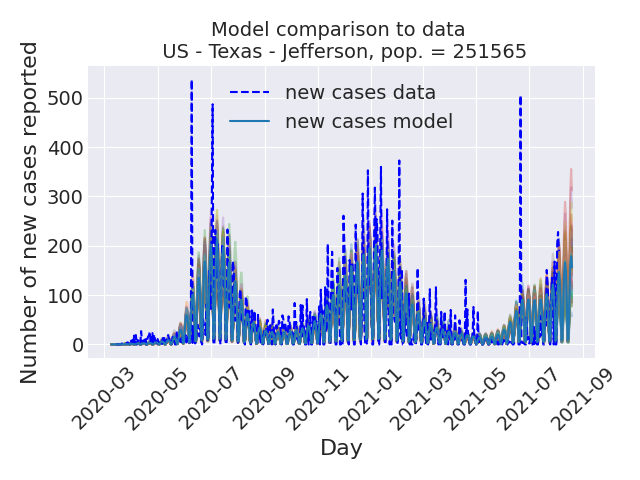 Model comparison to data
US - Texas - Jefferson, pop. = 251565
Number of new cases reported
500
400
300
200
100
0
new cases data
new cases model
2020-03
2020-05
2020-07
2020-09
2020-11
2021-01
2021-03
2021-05
2021-07
2021-09
Day